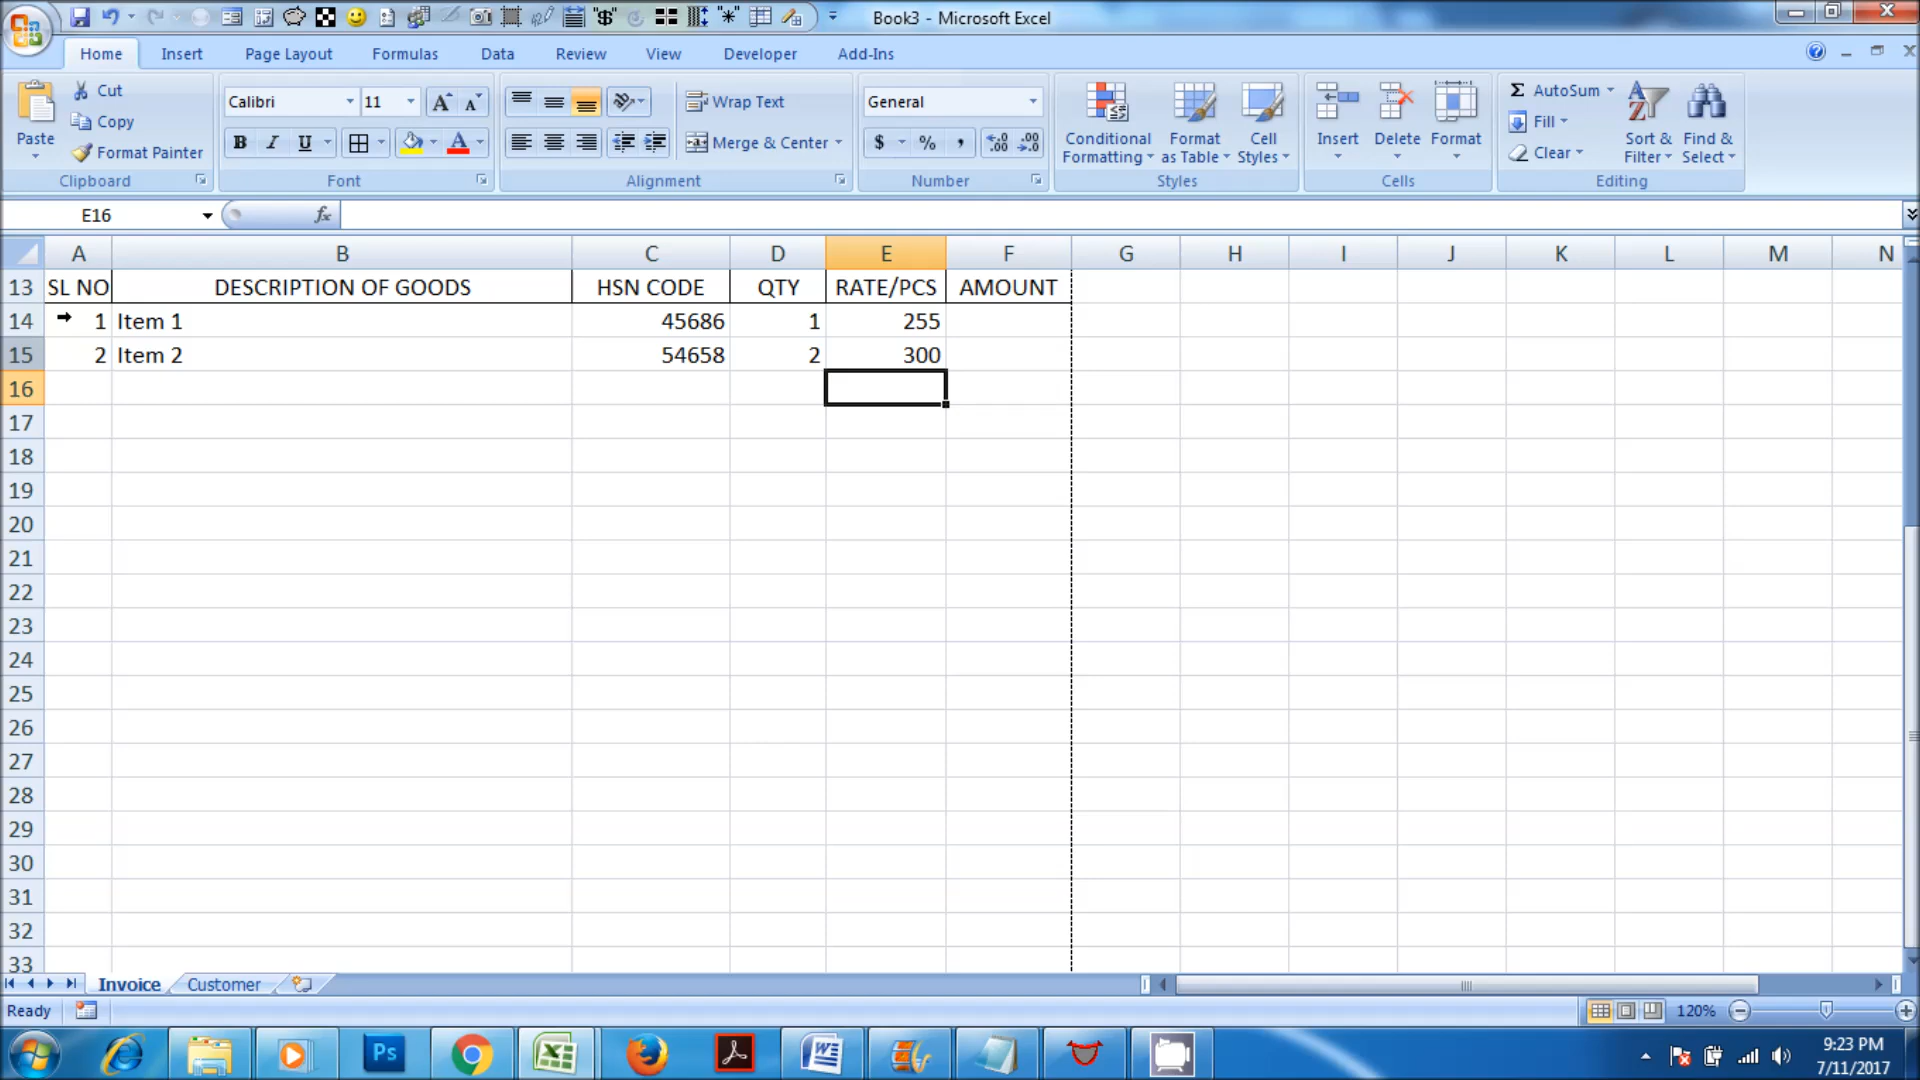 Book3 - Microsoft Excel
Home Insert Page Layout Formulas Data Review View Developer Add-Ins
Paste Cut Copy Format Painter Clipboard
Calibri 11 B I U A Font
Wrap Text Merge & Center Alignment
General $ % , Number
Conditional Formatting Format as Table Cell Styles Styles
Insert Delete Format Cells
Σ AutoSum Fill Clear Sort & Filter Find & Select Editing
E16 fx
A B C D E F G H I J K L M N
13 SL NO DESCRIPTION OF GOODS HSN CODE QTY RATE/PCS AMOUNT
14 1 Item 1 45686 1 255
15 2 Item 2 54658 2 300
16
17
18
19
20
21
22
23
24
25
26
27
28
29
30
31
32
33
Invoice Customer
Ready 120%
Ps
9:23 PM
7/11/2017